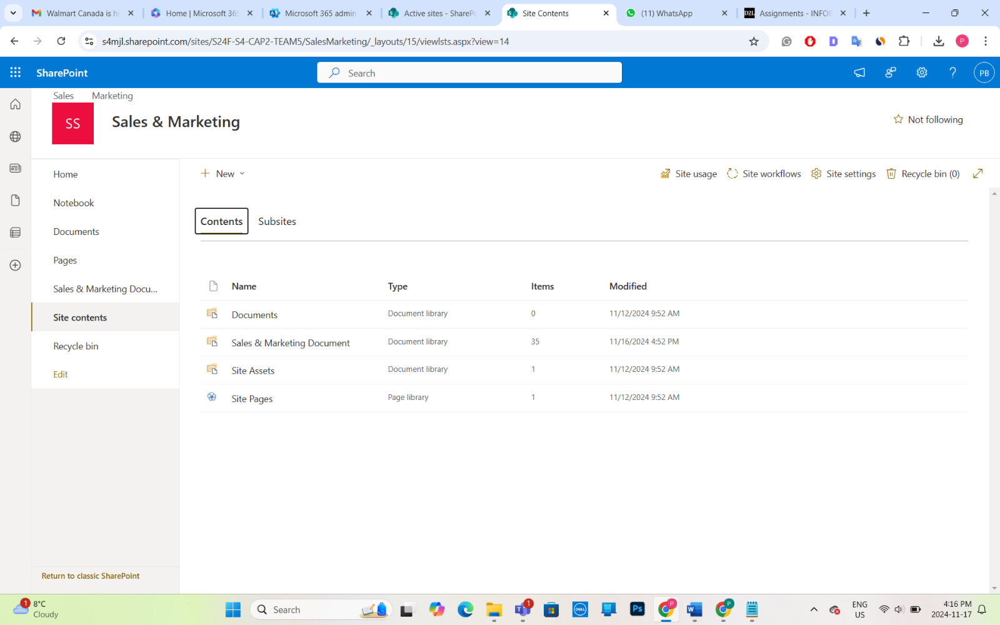 Walmart Canada is hi
Home | Microsoft 365
Microsoft 365 admin
Active sites - SharePo
Site Contents
(11) WhatsApp
D2L
Assignments - INFO8
s4mjl.sharepoint.com/sites/S24F-S4-CAP2-TEAM5/SalesMarketing/_layouts/15/viewlsts.aspx?view=14
P
SharePoint
Search
PB
Sales Marketing
SS
Sales & Marketing
Not following
Home
Notebook
Documents
Pages
Sales & Marketing Docu...
Site contents
Recycle bin
Edit
Return to classic SharePoint
New
Site usage
Site workflows
Site settings
Recycle bin (0)
Contents
Subsites
Name Type Items Modified
Documents Document library 0 11/12/2024 9:52 AM
Sales & Marketing Document Document library 35 11/16/2024 4:52 PM
Site Assets Document library 1 11/12/2024 9:52 AM
Site Pages Page library 1 11/12/2024 9:52 AM
1
8°C
Cloudy
Search
1
DELL
Ps
P
W
P
ENG
US
4:16 PM
2024-11-17